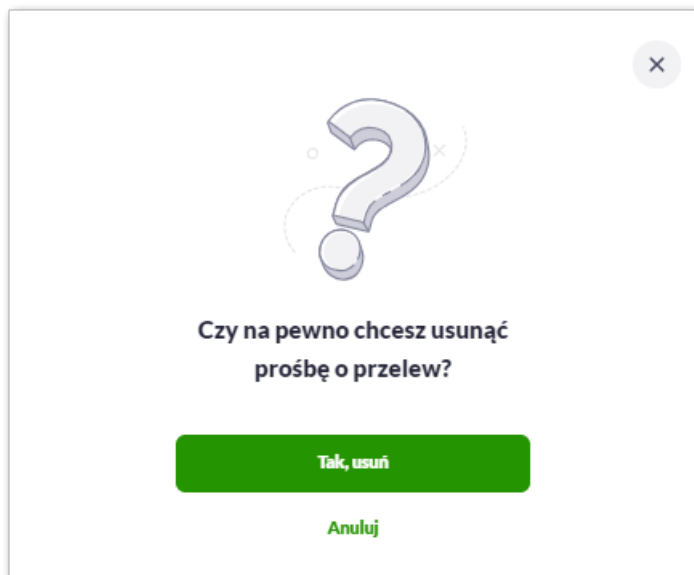 Czy na pewno chcesz usunąć
prośbę o przelew?
Tak, usuń
Anuluj